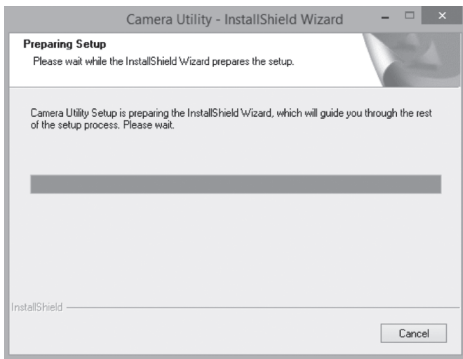 Camera Utility - InstallShield Wizard
Preparing Setup
Please wait while the InstallShield Wizard prepares the setup.
Camera Utility Setup is preparing the InstallShield Wizard, which will guide you through the rest
of the setup process. Please wait.
InstallShield
Cancel